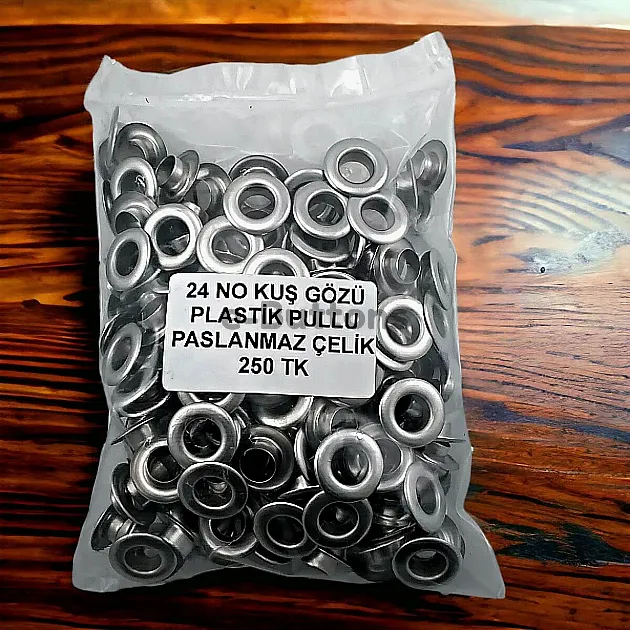 24 NO KUŞ GÖZÜ
PLASTİK PULLU
PASLANMAZ ÇELİK
250 TK